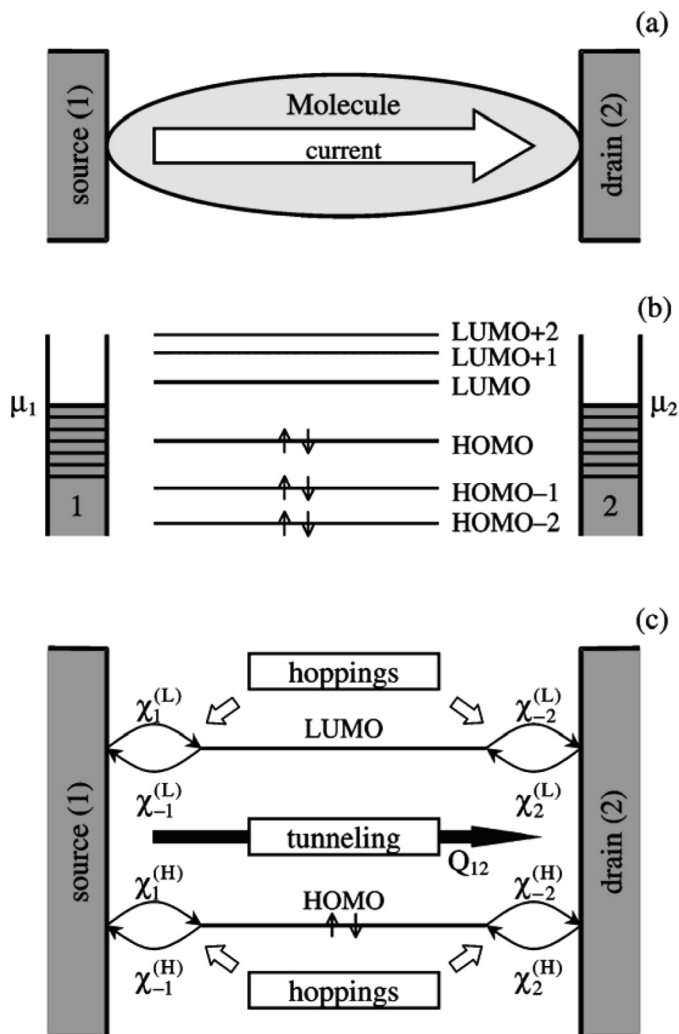 (a)
source (1)
Molecule
current
drain (2)
(b)
LUMO+2
LUMO+1
LUMO
μ₁
μ₂
HOMO
HOMO−1
HOMO−2
1
2
(c)
hoppings
χ₁⁽ᴸ⁾
χ₋₂⁽ᴸ⁾
LUMO
source (1)
drain (2)
χ₋₁⁽ᴸ⁾
χ₂⁽ᴸ⁾
tunneling
Q₁₂
χ₁⁽ᴴ⁾
χ₋₂⁽ᴴ⁾
HOMO
χ₋₁⁽ᴴ⁾
χ₂⁽ᴴ⁾
hoppings